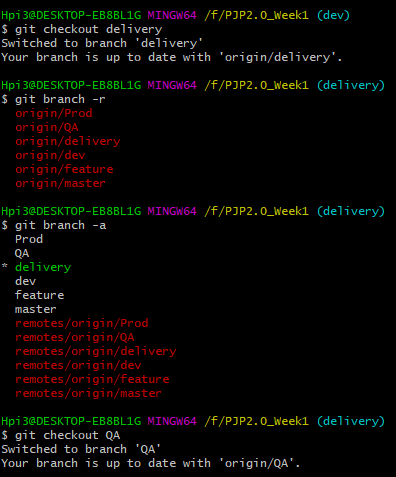 Hpi3@DESKTOP-EB8BL1G MINGW64 /f/PJP2.0_Week1 (dev)
$ git checkout delivery
Switched to branch 'delivery'
Your branch is up to date with 'origin/delivery'.
Hpi3@DESKTOP-EB8BL1G MINGW64 /f/PJP2.0_Week1 (delivery)
$ git branch -r
origin/Prod
origin/QA
origin/delivery
origin/dev
origin/feature
origin/master
Hpi3@DESKTOP-EB8BL1G MINGW64 /f/PJP2.0_Week1 (delivery)
$ git branch -a
Prod
QA
* delivery
dev
feature
master
remotes/origin/Prod
remotes/origin/QA
remotes/origin/delivery
remotes/origin/dev
remotes/origin/feature
remotes/origin/master
Hpi3@DESKTOP-EB8BL1G MINGW64 /f/PJP2.0_Week1 (delivery)
$ git checkout QA
Switched to branch 'QA'
Your branch is up to date with 'origin/QA'.